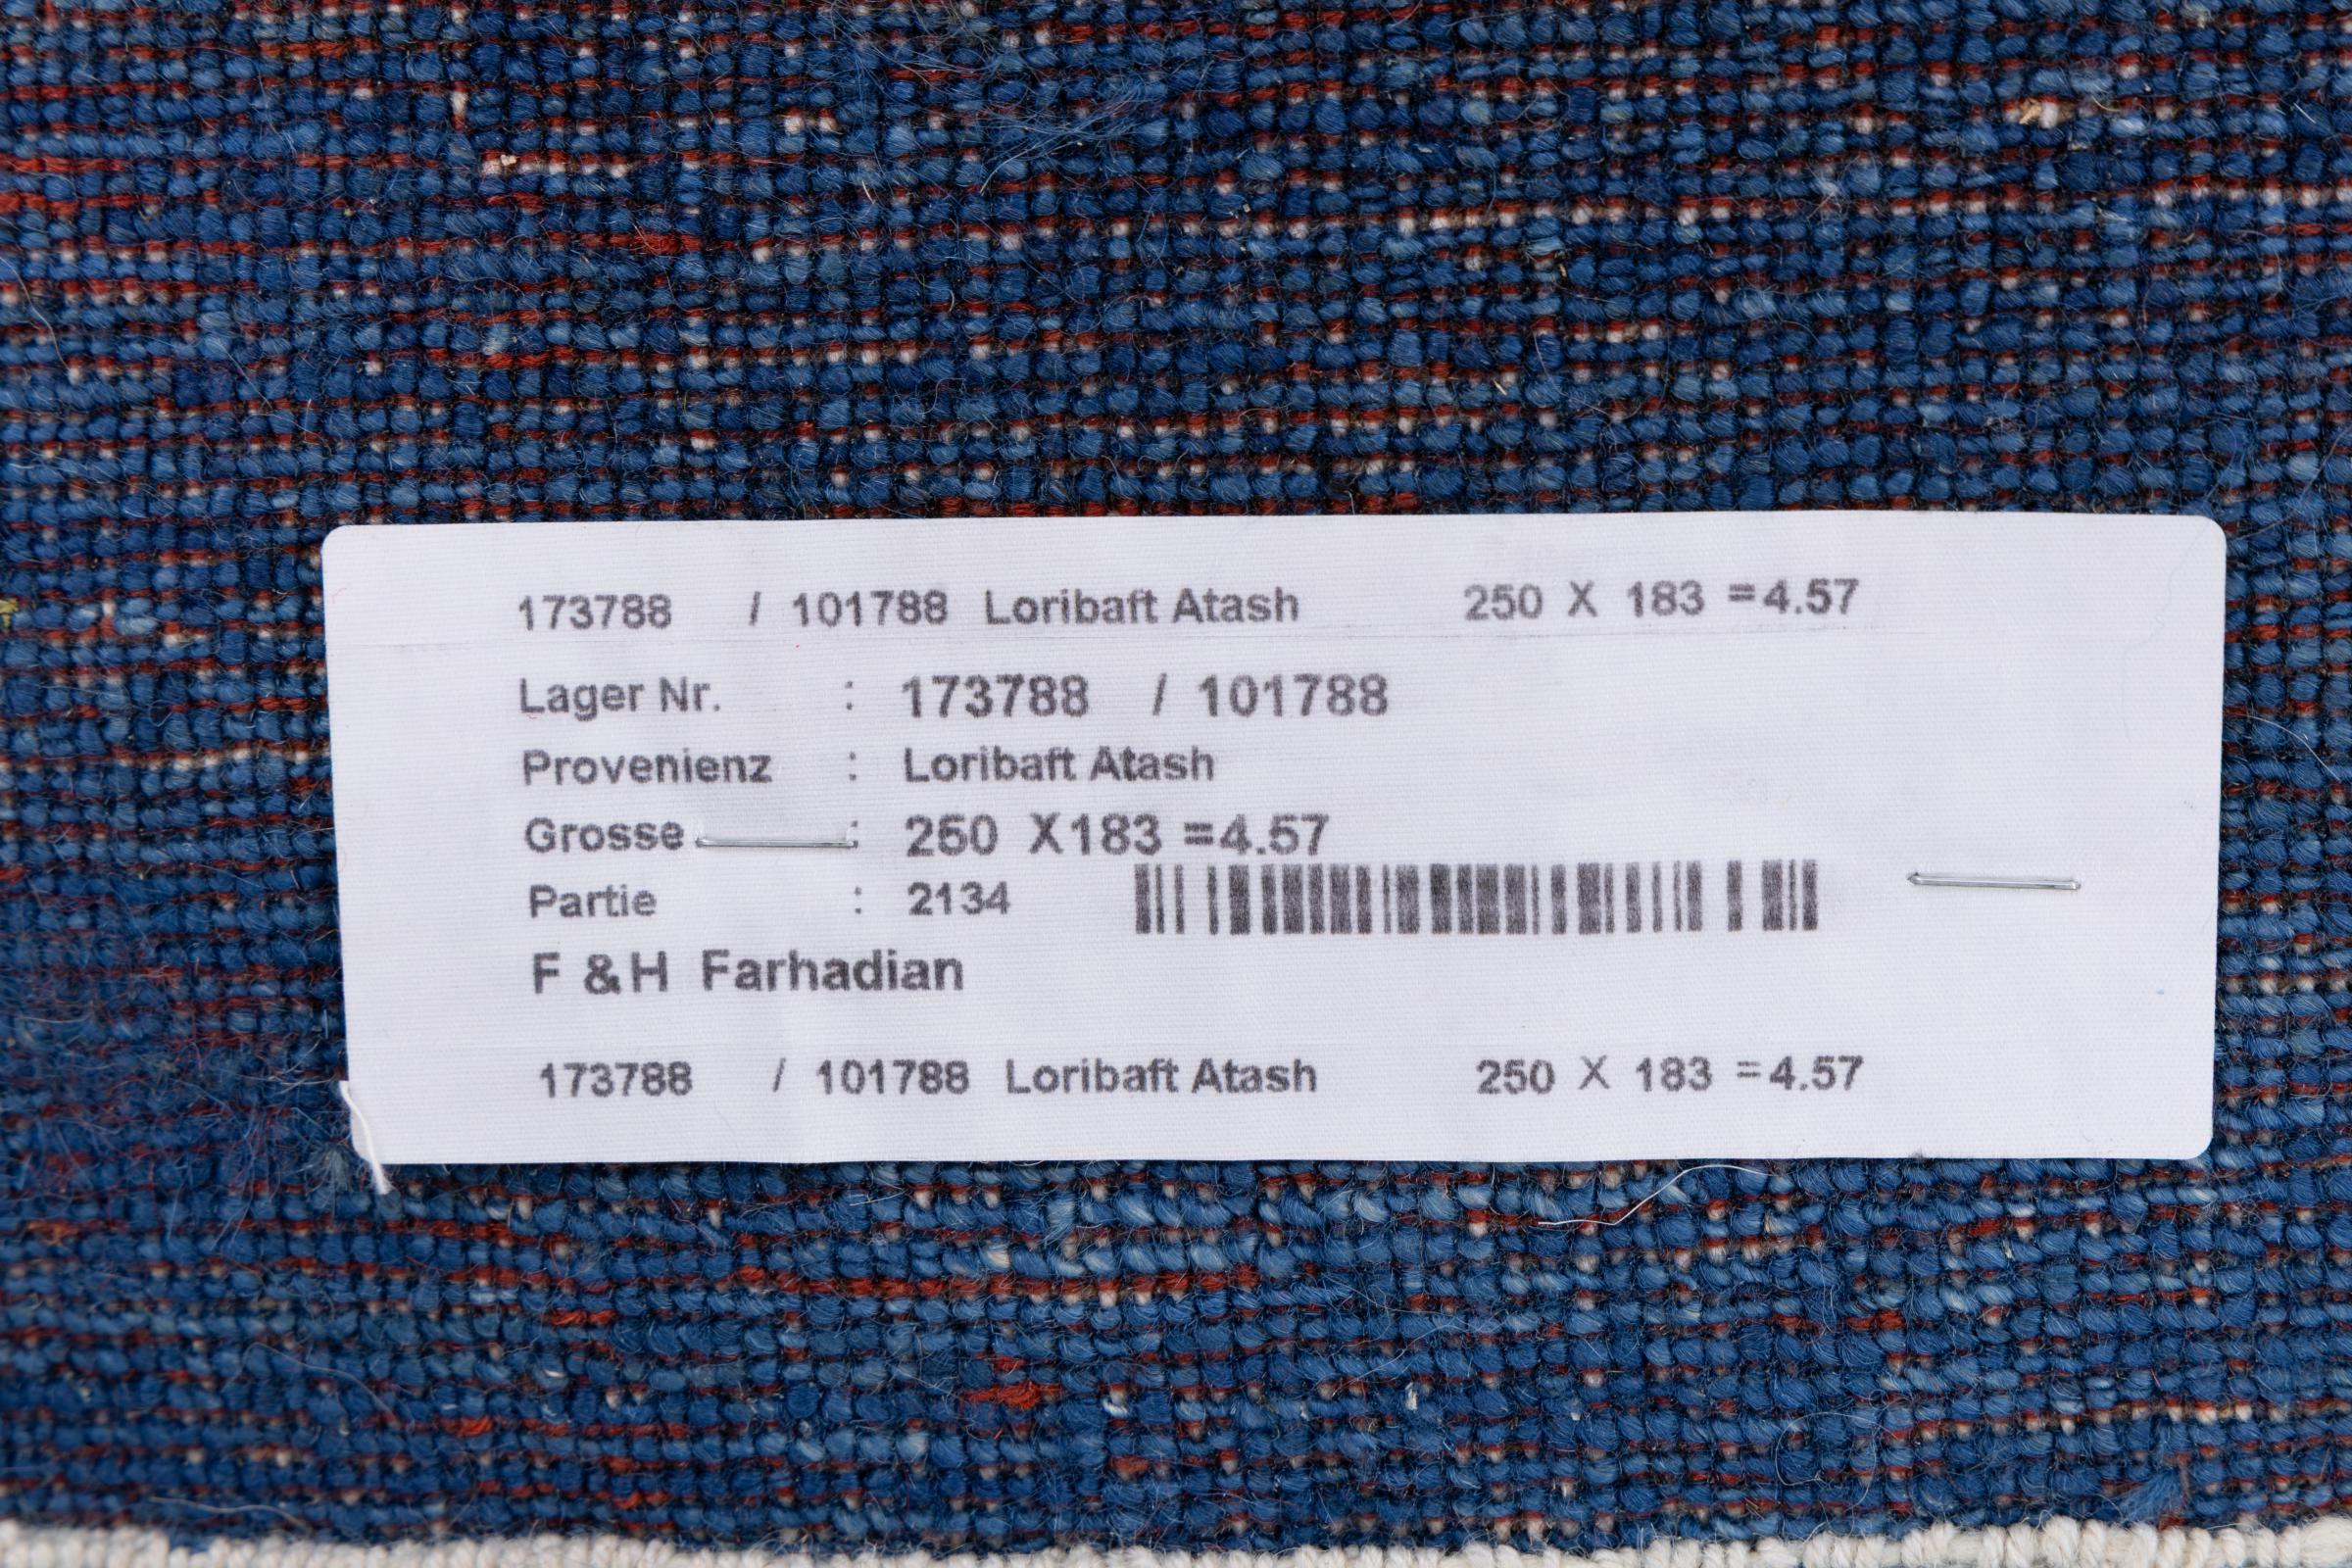 173788 / 101788 Loribaft Atash 250 X 183 =4.57
Lager Nr. : 173788 / 101788
Provenienz : Loribaft Atash
Grosse : 250 X183 =4.57
Partie : 2134
F &H Farhadian
173788 / 101788 Loribaft Atash 250 X 183 =4.57